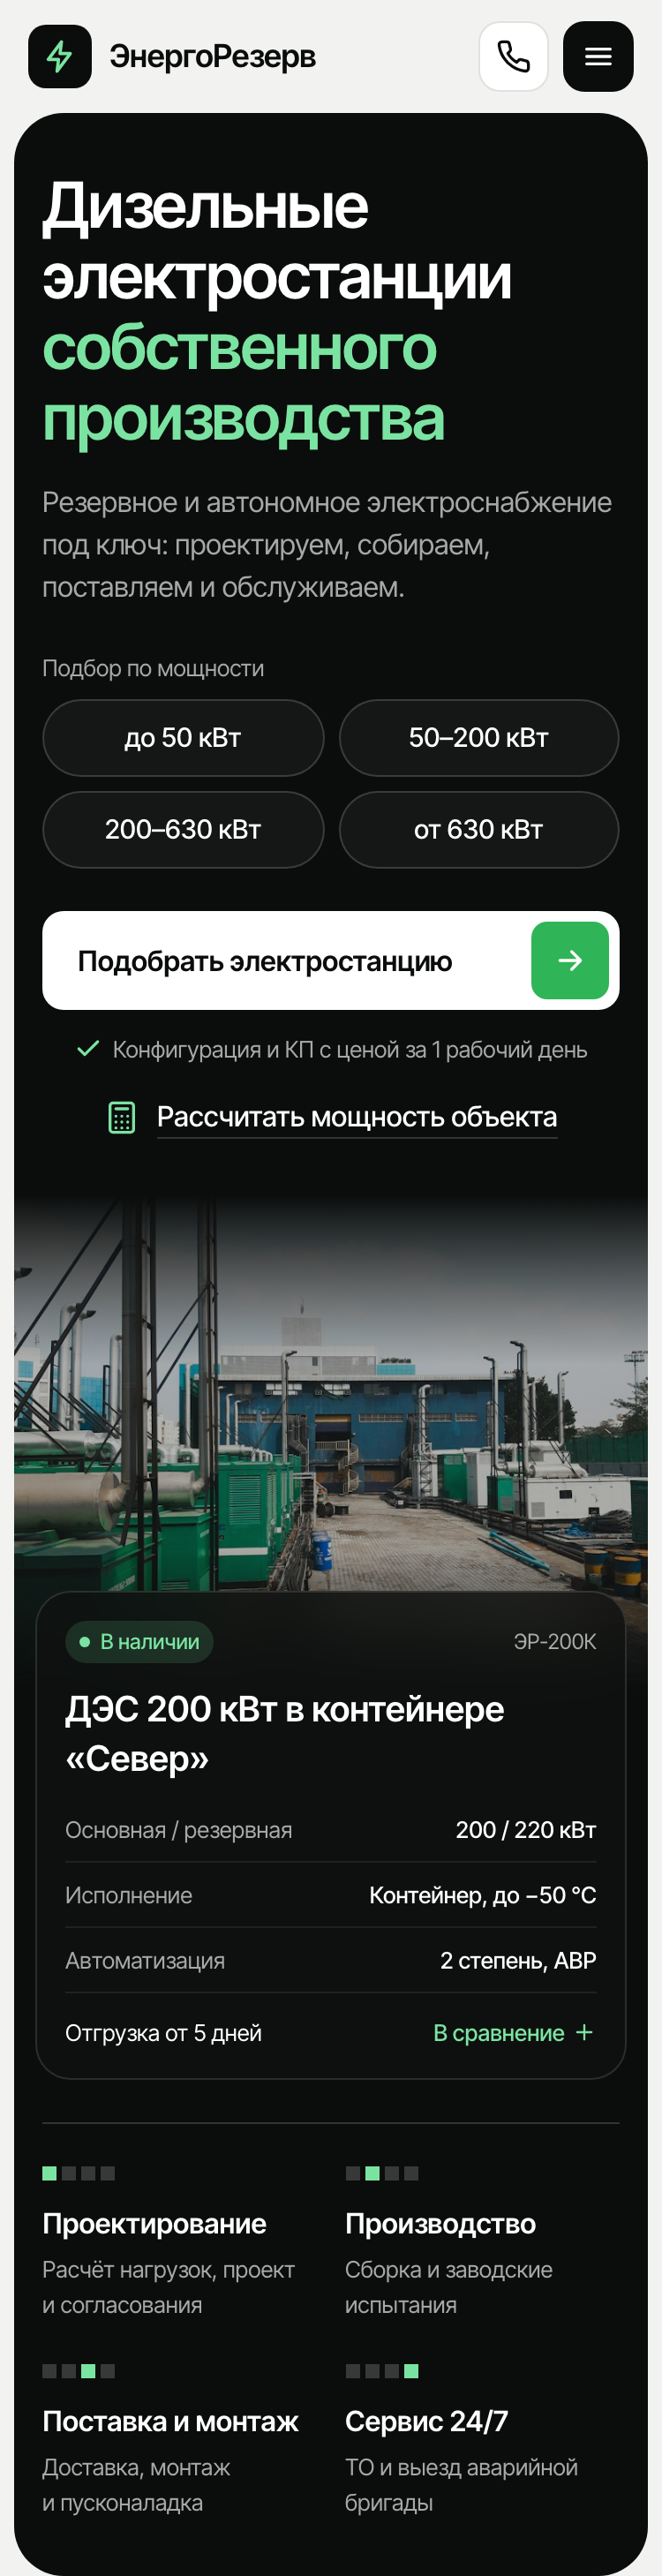 ЭнергоРезерв
Дизельные
электростанции
собственного
производства
Резервное и автономное электроснабжение
под ключ: проектируем, собираем,
поставляем и обслуживаем.
Подбор по мощности
до 50 кВт
50–200 кВт
200–630 кВт
от 630 кВт
Подобрать электростанцию
Конфигурация и КП с ценой за 1 рабочий день
Рассчитать мощность объекта
В наличии
ЭР-200К
ДЭС 200 кВт в контейнере
«Север»
Основная / резервная
200 / 220 кВт
Исполнение
Контейнер, до −50 °C
Автоматизация
2 степень, АВР
Отгрузка от 5 дней
В сравнение +
Проектирование
Расчёт нагрузок, проект
и согласования
Производство
Сборка и заводские
испытания
Поставка и монтаж
Доставка, монтаж
и пусконаладка
Сервис 24/7
ТО и выезд аварийной
бригады